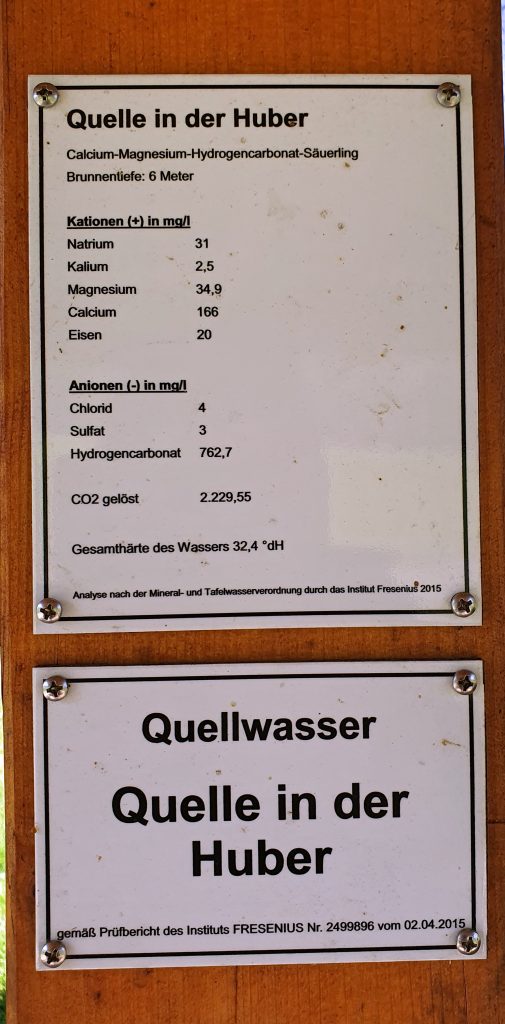 Quelle in der Huber
Calcium-Magnesium-Hydrogencarbonat-Säuerling
Brunnentiefe: 6 Meter
Kationen (+) in mg/l
Natrium 31
Kalium 2,5
Magnesium 34,9
Calcium 166
Eisen 20
Anionen (-) in mg/l
Chlorid 4
Sulfat 3
Hydrogencarbonat 762,7
CO2 gelöst 2.229,55
Gesamthärte des Wassers 32,4 °dH
Analyse nach der Mineral- und Tafelwasserverordnung durch das Institut Fresenius 2015
Quellwasser
Quelle in der
Huber
gemäß Prüfbericht des Instituts FRESENIUS Nr. 2499896 vom 02.04.2015